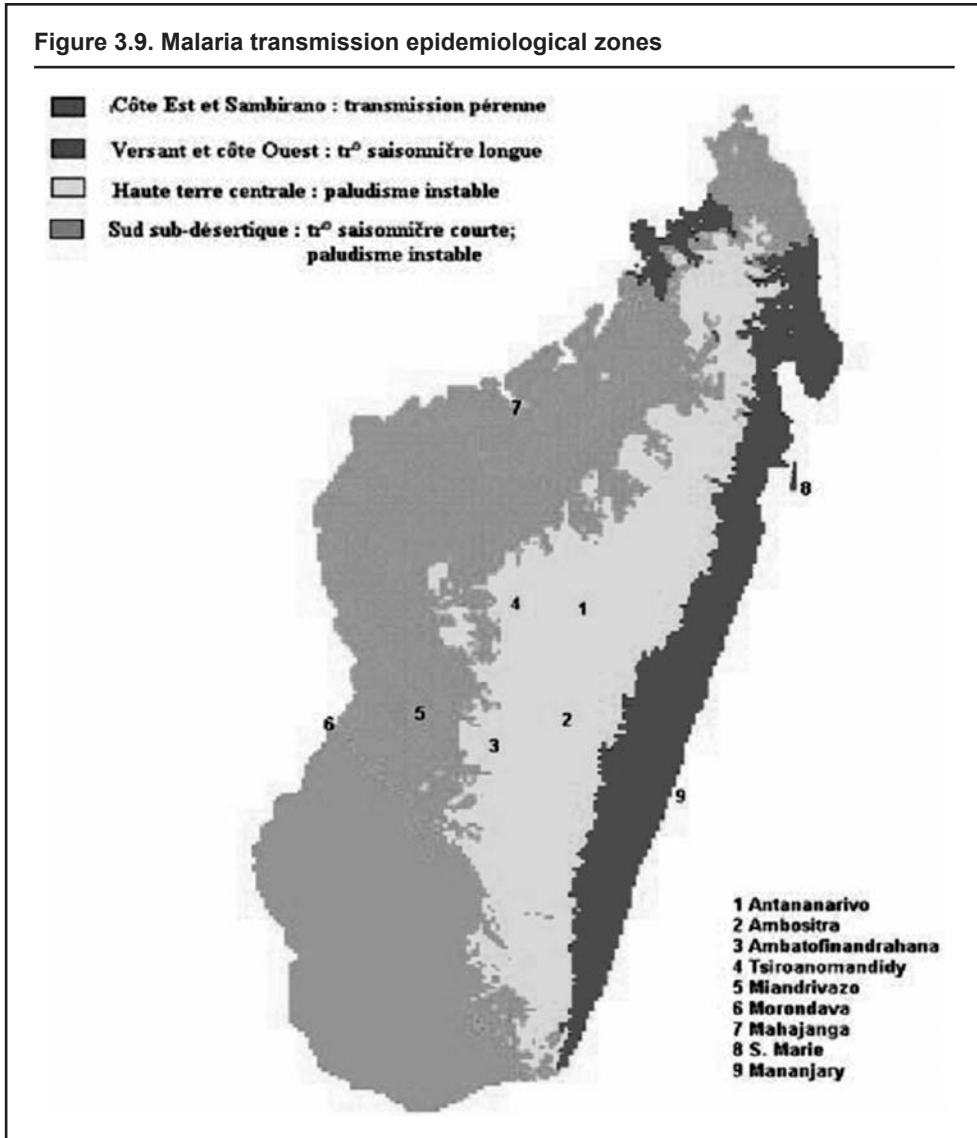 Figure 3.9. Malaria transmission epidemiological zones
Côte Est et Sambirano : transmission pérenne
Versant et côte Ouest : trº saisonničre longue
Haute terre centrale : paludisme instable
Sud sub-désertique : trº saisonničre courte;
paludisme instable
7
8
4
1
6
5
2
3
9
1 Antananarivo
2 Ambositra
3 Ambatofinandrahana
4 Tsiroanomandidy
5 Miandrivazo
6 Morondava
7 Mahajanga
8 S. Marie
9 Mananjary